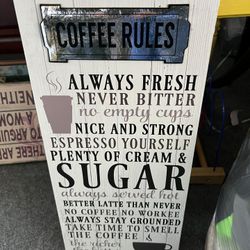 COFFEE RULES
ALWAYS FRESH
NEVER BITTER
no empty cups
NICE AND STRONG
ESPRESSO YOURSELF
PLENTY OF CREAM &
SUGAR
always served hot
BETTER LATTE THAN NEVER
NO COFFEE NO WORKEE
ALWAYS STAY GROUNDED
TAKE TIME TO SMELL
THE COFFEE &
the richer